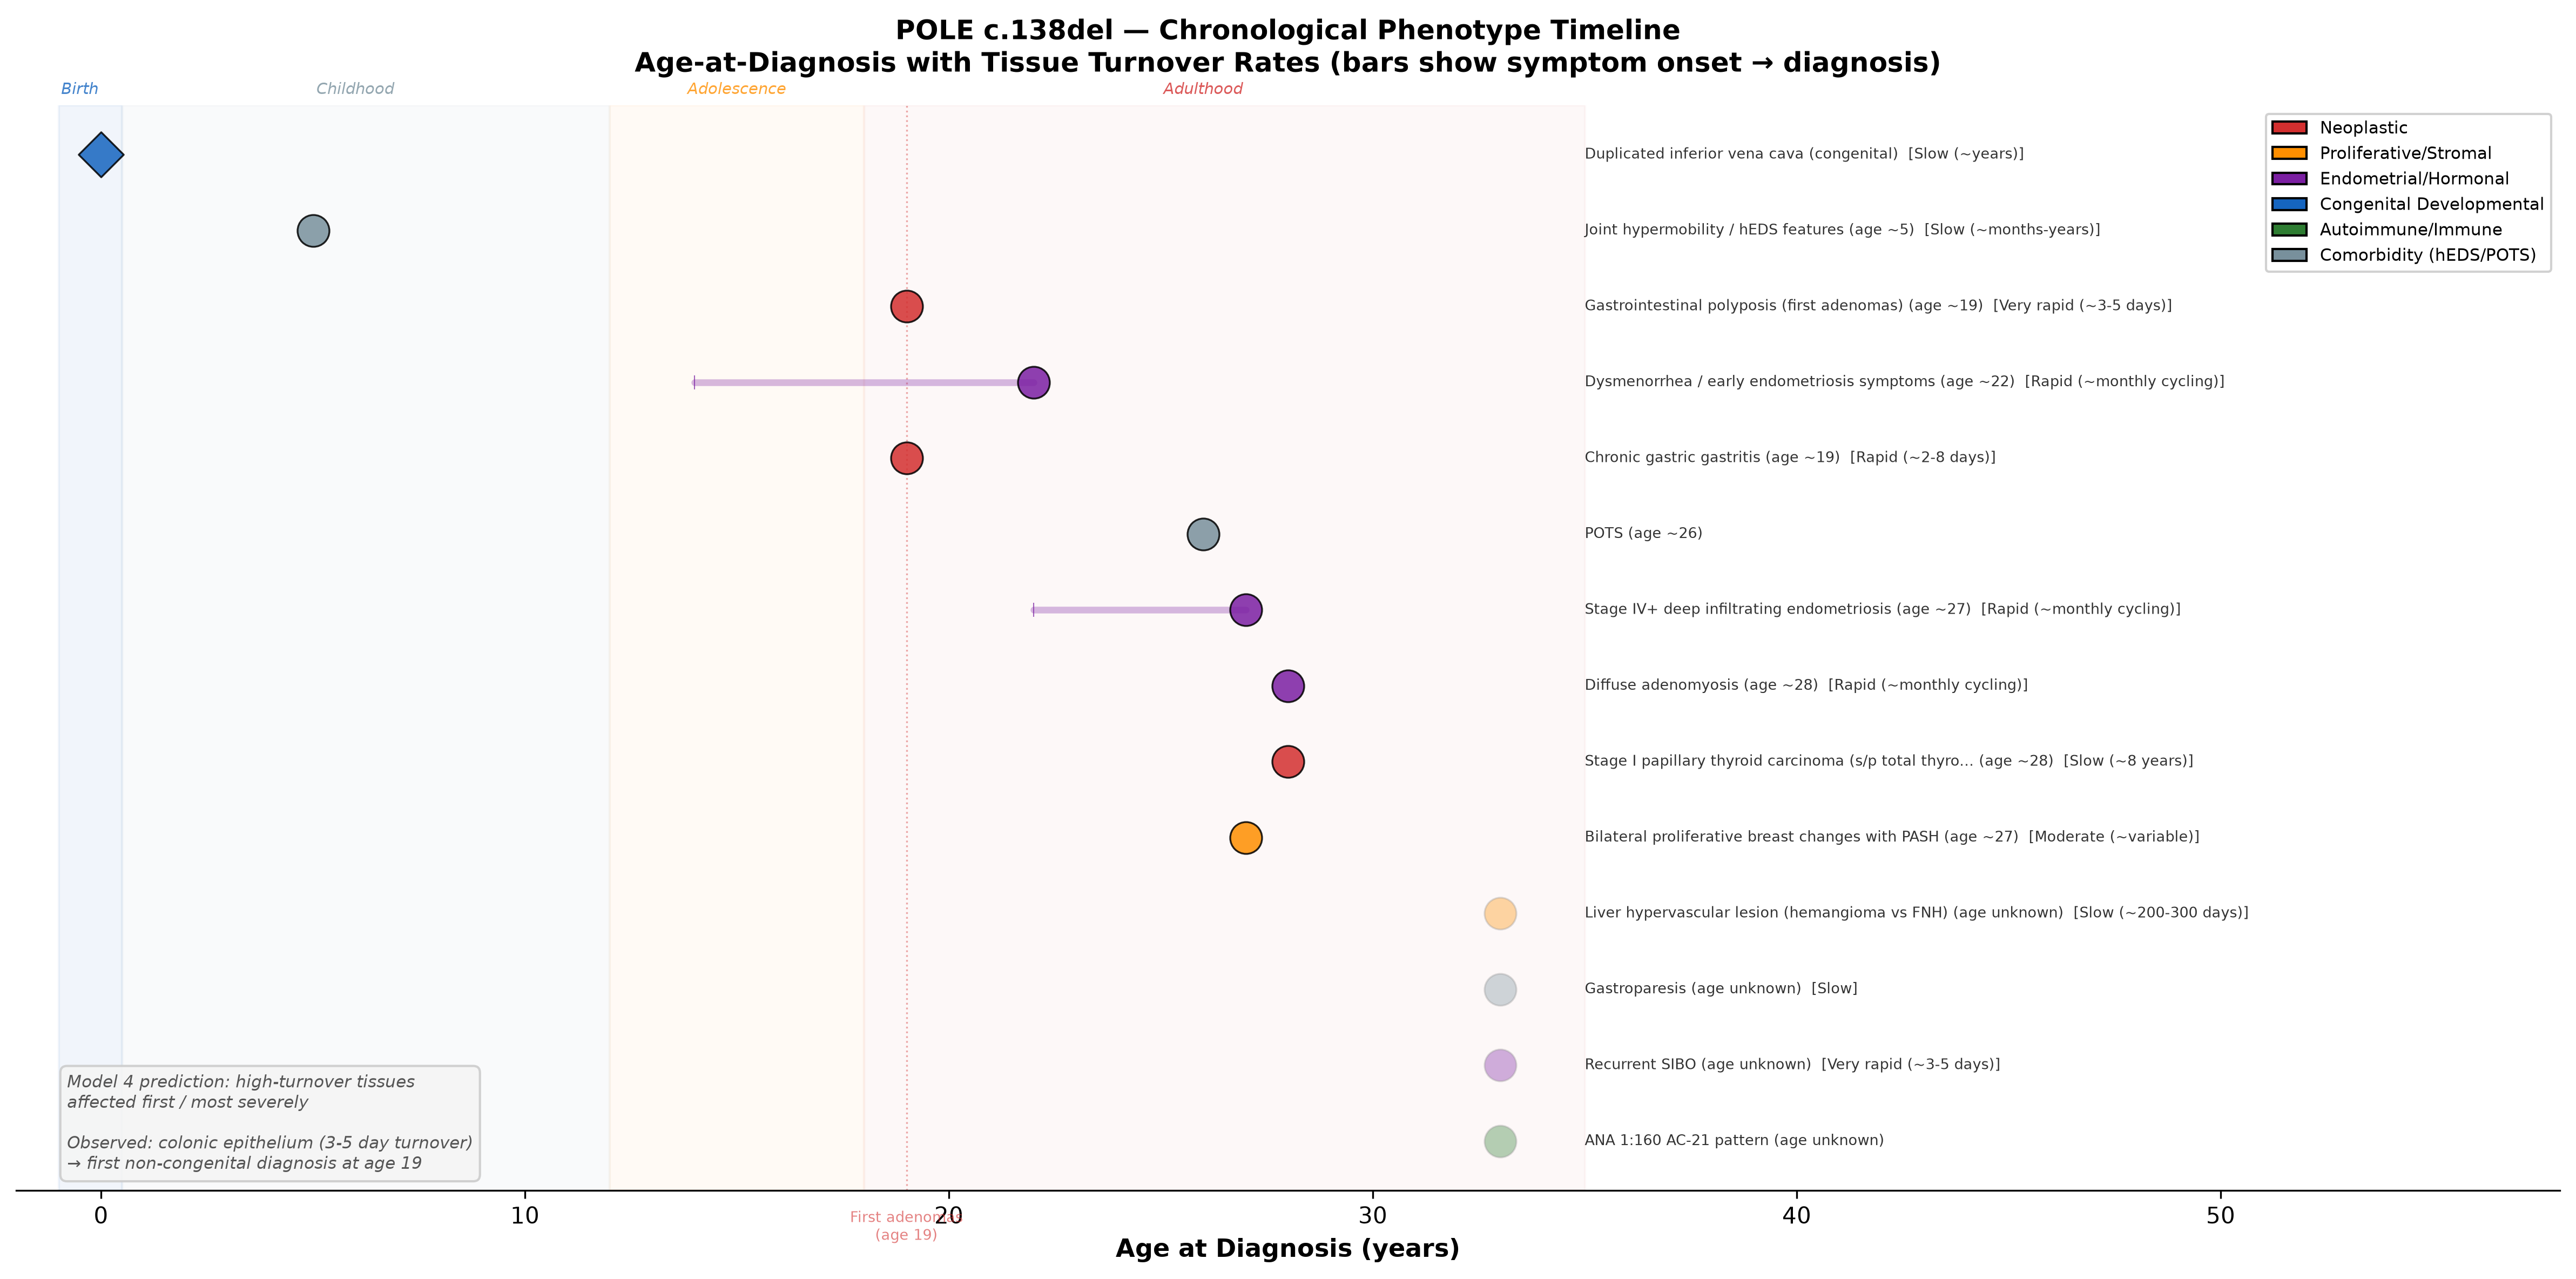 POLE c.138del — Chronological Phenotype Timeline
Age-at-Diagnosis with Tissue Turnover Rates (bars show symptom onset → diagnosis)
Birth
Childhood
Adolescence
Adulthood
Duplicated inferior vena cava (congenital)  [Slow (~years)]
Joint hypermobility / hEDS features (age ~5)  [Slow (~months-years)]
Gastrointestinal polyposis (first adenomas) (age ~19)  [Very rapid (~3-5 days)]
Dysmenorrhea / early endometriosis symptoms (age ~22)  [Rapid (~monthly cycling)]
Chronic gastric gastritis (age ~19)  [Rapid (~2-8 days)]
POTS (age ~26)
Stage IV+ deep infiltrating endometriosis (age ~27)  [Rapid (~monthly cycling)]
Diffuse adenomyosis (age ~28)  [Rapid (~monthly cycling)]
Stage I papillary thyroid carcinoma (s/p total thyro... (age ~28)  [Slow (~8 years)]
Bilateral proliferative breast changes with PASH (age ~27)  [Moderate (~variable)]
Liver hypervascular lesion (hemangioma vs FNH) (age unknown)  [Slow (~200-300 days)]
Gastroparesis (age unknown)  [Slow]
Recurrent SIBO (age unknown)  [Very rapid (~3-5 days)]
ANA 1:160 AC-21 pattern (age unknown)
Neoplastic
Proliferative/Stromal
Endometrial/Hormonal
Congenital Developmental
Autoimmune/Immune
Comorbidity (hEDS/POTS)
Model 4 prediction: high-turnover tissues
affected first / most severely
Observed: colonic epithelium (3-5 day turnover)
→ first non-congenital diagnosis at age 19
0
10
20
30
40
50
First adenomas
(age 19)
Age at Diagnosis (years)